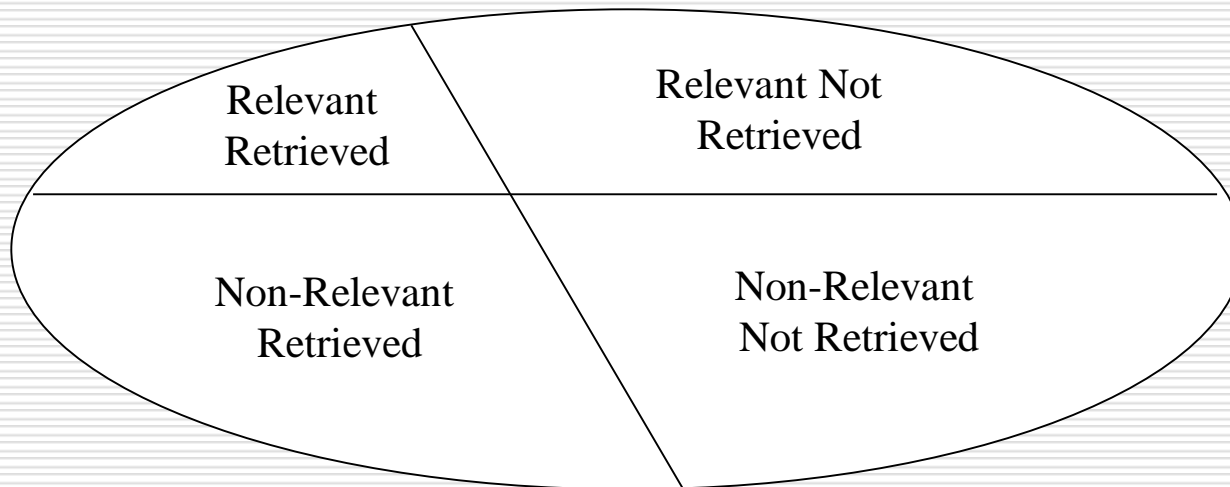 Relevant
Retrieved
Relevant Not
Retrieved
Non-Relevant
Retrieved
Non-Relevant
Not Retrieved